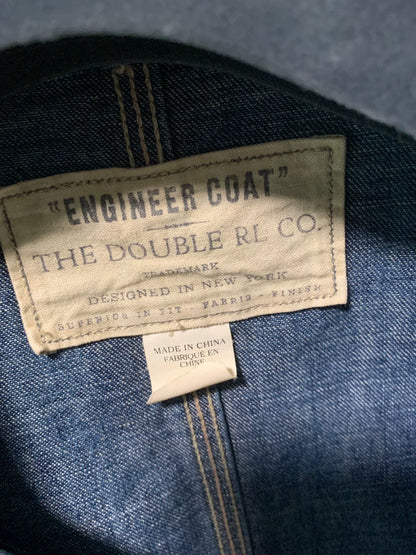 "ENGINEER COAT"
THE DOUBLE RL CO.
TRADEMARK
DESIGNED IN NEW YORK
SUPERIOR IN FIT - FABRIS - FINISH
MADE IN CHINA
FABRIQUE EN
CHINE